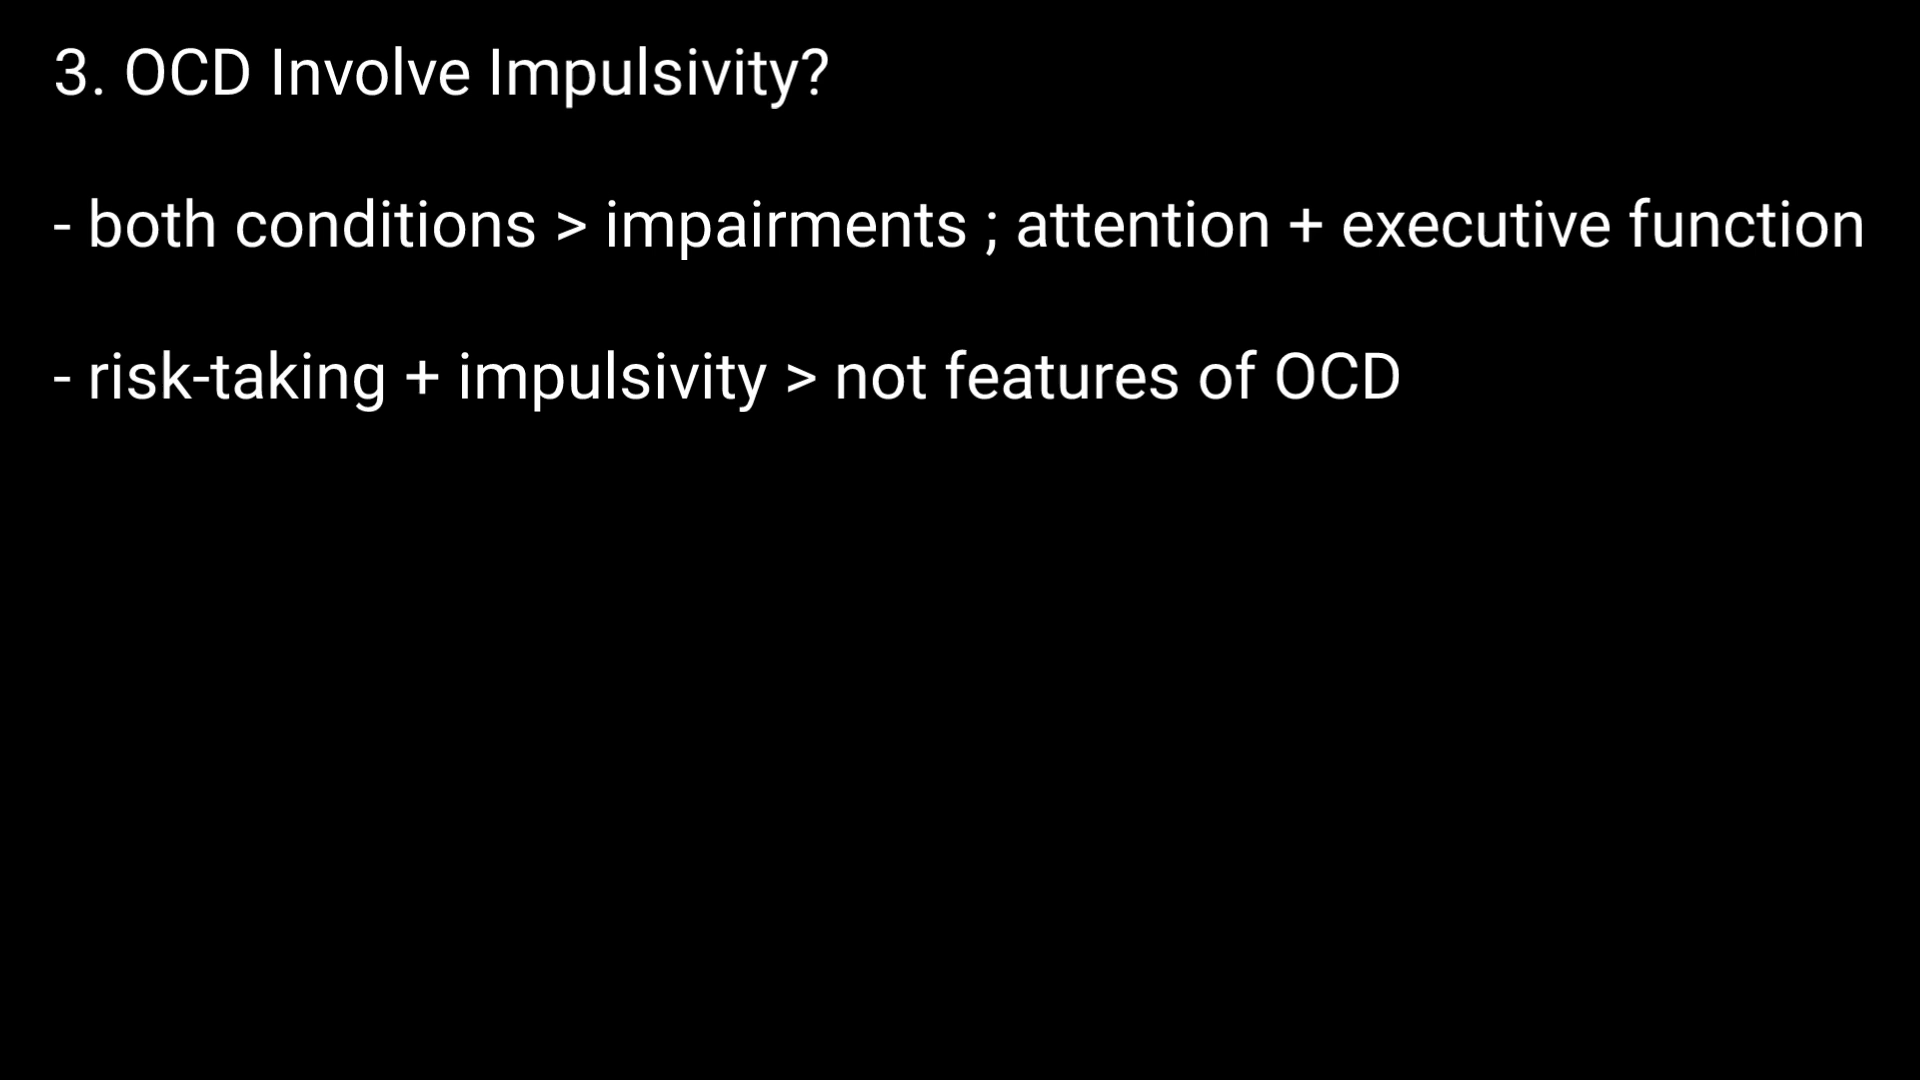 3. OCD Involve Impulsivity?
- both conditions > impairments ; attention + executive function
- risk-taking + impulsivity > not features of OCD